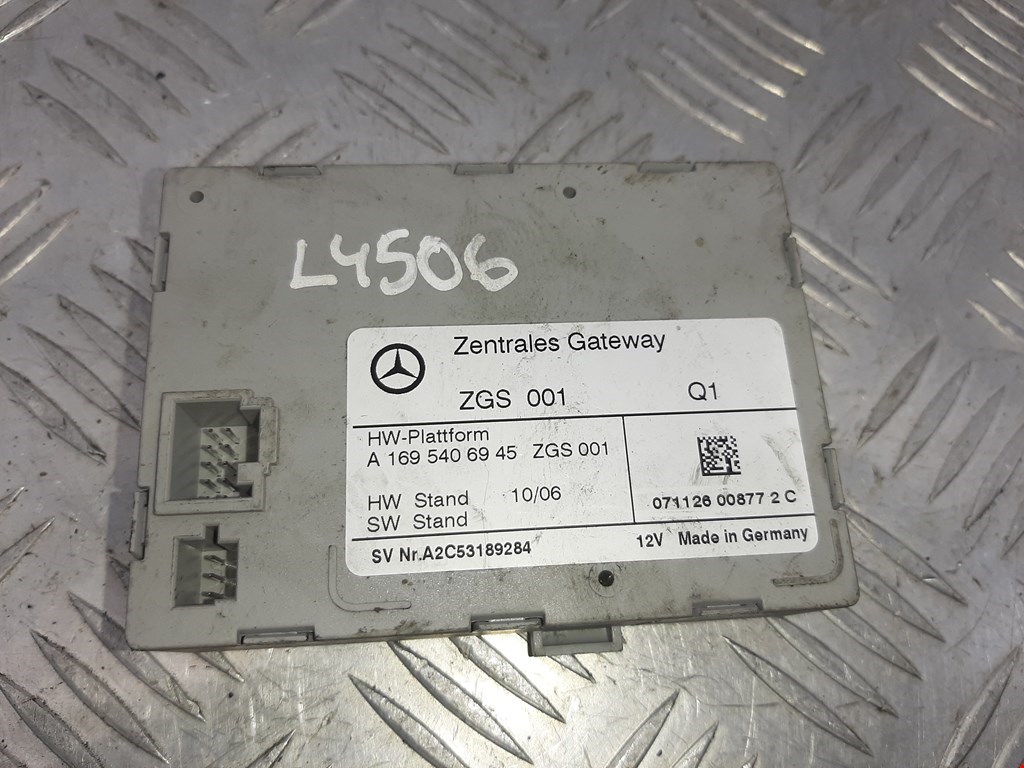 L4506
Zentrales Gateway
ZGS 001 Q1
HW-Plattform
A 169 540 69 45 ZGS 001
HW Stand 10/06
SW Stand
071126 00877 2 C
SV Nr.A2C53189284
12V Made in Germany